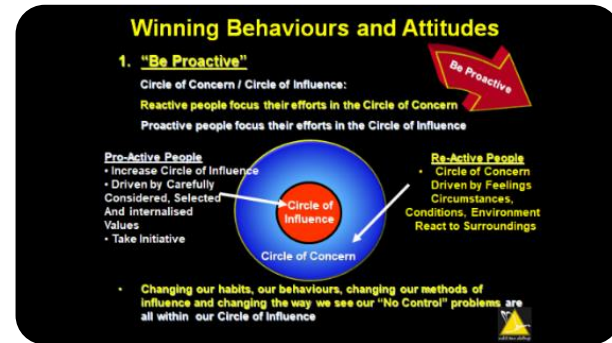 Winning Behaviours and Attitudes
1. "Be Proactive"
Be Proactive
Circle of Concern / Circle of Influence:
Reactive people focus their efforts in the Circle of Concern
Proactive people focus their efforts in the Circle of Influence
Pro-Active People
• Increase Circle of Influence
• Driven by Carefully
Considered, Selected
And internalised
Values
• Take Initiative
Circle of
Influence
Circle of Concern
Re-Active People
• Circle of Concern
Driven by Feelings
Circumstances,
Conditions, Environment
React to Surroundings
• Changing our habits, our behaviours, changing our methods of
influence and changing the way we see our "No Control" problems are
all within our Circle of Influence